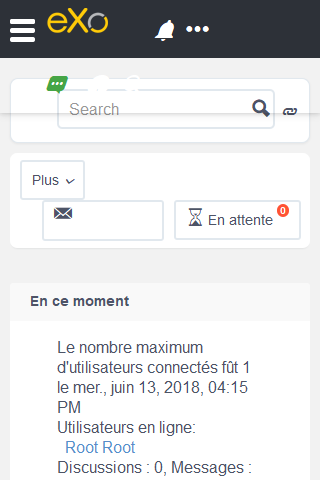 eXo
Search
Plus
En attente 0
En ce moment
Le nombre maximum
d'utilisateurs connectés fût 1
le mer., juin 13, 2018, 04:15
PM
Utilisateurs en ligne:
Root Root
Discussions : 0, Messages :